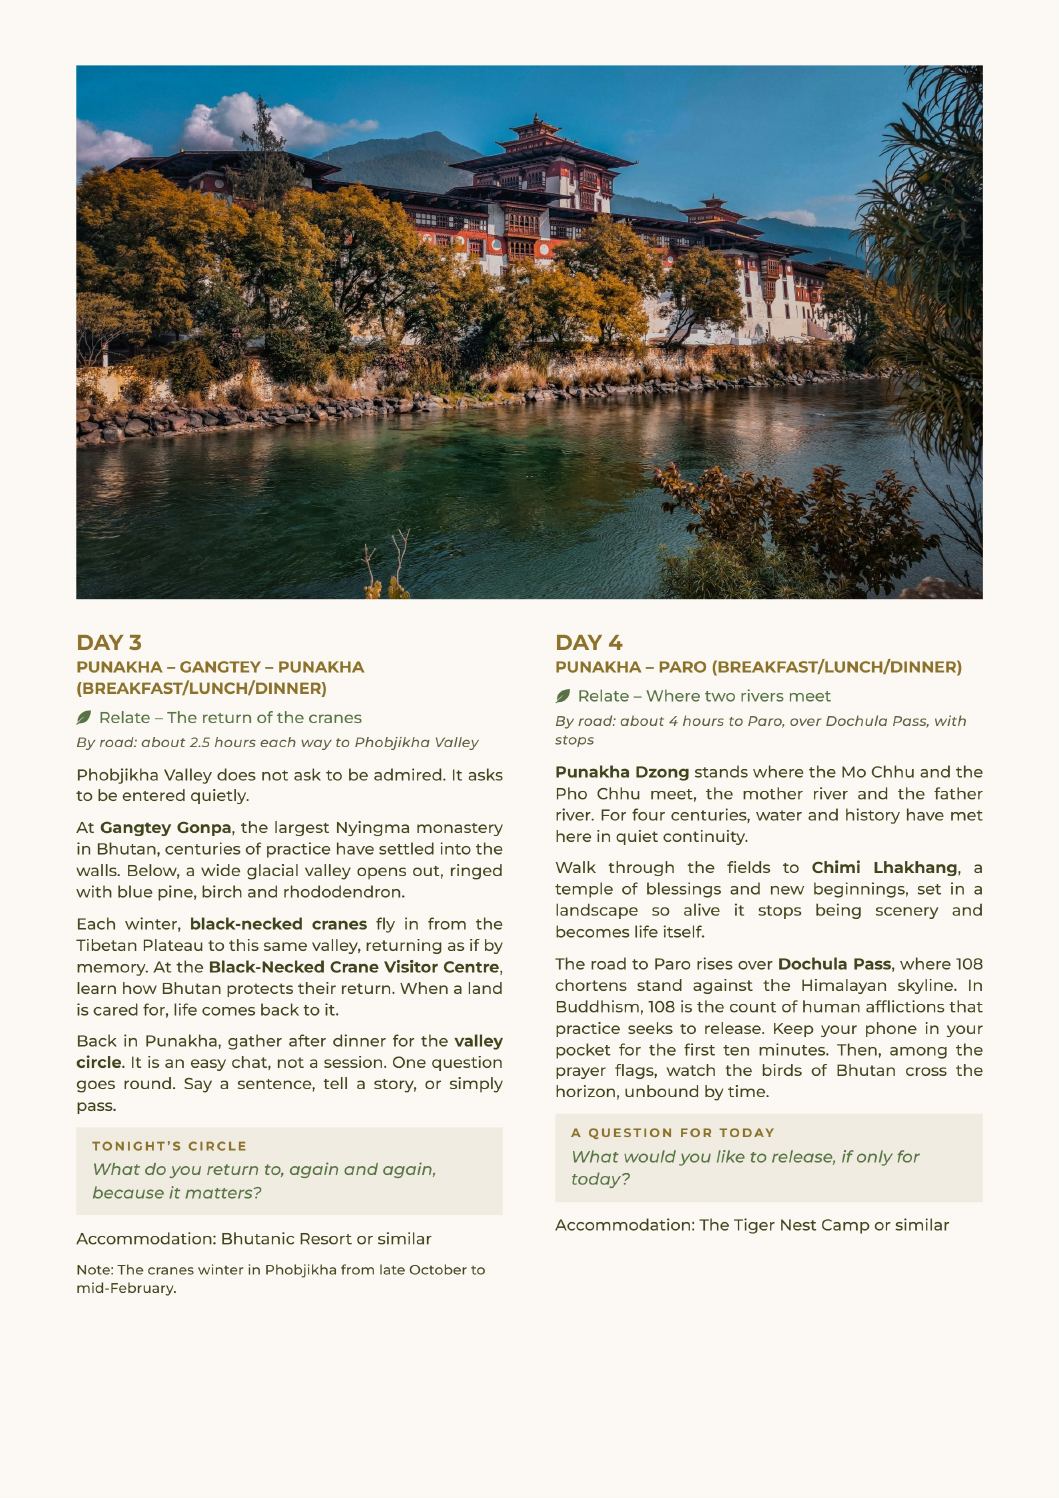 DAY 3
PUNAKHA – GANGTEY – PUNAKHA
(BREAKFAST/LUNCH/DINNER)
Relate – The return of the cranes
By road: about 2.5 hours each way to Phobjikha Valley
Phobjikha Valley does not ask to be admired. It asks
to be entered quietly.
At Gangtey Gonpa, the largest Nyingma monastery
in Bhutan, centuries of practice have settled into the
walls. Below, a wide glacial valley opens out, ringed
with blue pine, birch and rhododendron.
Each winter, black-necked cranes fly in from the
Tibetan Plateau to this same valley, returning as if by
memory. At the Black-Necked Crane Visitor Centre,
learn how Bhutan protects their return. When a land
is cared for, life comes back to it.
Back in Punakha, gather after dinner for the valley
circle. It is an easy chat, not a session. One question
goes round. Say a sentence, tell a story, or simply
pass.
TONIGHT'S CIRCLE
What do you return to, again and again,
because it matters?
Accommodation: Bhutanic Resort or similar
Note: The cranes winter in Phobjikha from late October to
mid-February.
DAY 4
PUNAKHA – PARO (BREAKFAST/LUNCH/DINNER)
Relate – Where two rivers meet
By road: about 4 hours to Paro, over Dochula Pass, with
stops
Punakha Dzong stands where the Mo Chhu and the
Pho Chhu meet, the mother river and the father
river. For four centuries, water and history have met
here in quiet continuity.
Walk through the fields to Chimi Lhakhang, a
temple of blessings and new beginnings, set in a
landscape so alive it stops being scenery and
becomes life itself.
The road to Paro rises over Dochula Pass, where 108
chortens stand against the Himalayan skyline. In
Buddhism, 108 is the count of human afflictions that
practice seeks to release. Keep your phone in your
pocket for the first ten minutes. Then, among the
prayer flags, watch the birds of Bhutan cross the
horizon, unbound by time.
A QUESTION FOR TODAY
What would you like to release, if only for
today?
Accommodation: The Tiger Nest Camp or similar